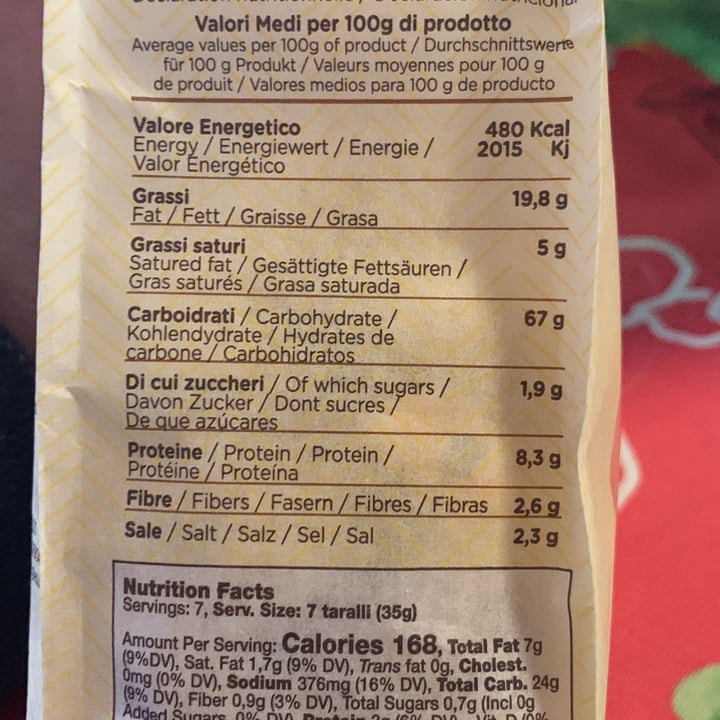 Valori Medi per 100g di prodotto
Average values per 100g of product / Durchschnittswerte
für 100 g Produkt / Valeurs moyennes pour 100 g
de produit / Valores medios para 100 g de producto
Valore Energetico 480 Kcal
Energy / Energiewert / Energie / 2015 Kj
Valor Energético
Grassi 19,8 g
Fat / Fett / Graisse / Grasa
Grassi saturi 5 g
Satured fat / Gesättigte Fettsäuren /
Gras saturés / Grasa saturada
Carboidrati / Carbohydrate / 67 g
Kohlendydrate / Hydrates de
carbone / Carbohidratos
Di cui zuccheri / Of which sugars / 1,9 g
Davon Zucker / Dont sucres /
De que azúcares
Proteine / Protein / Protein / 8,3 g
Protéine / Proteína
Fibre / Fibers / Fasern / Fibres / Fibras 2,6 g
Sale / Salt / Salz / Sel / Sal 2,3 g
Nutrition Facts
Servings: 7, Serv. Size: 7 taralli (35g)
Amount Per Serving: Calories 168, Total Fat 7g
(9%DV), Sat. Fat 1,7g (9% DV), Trans fat 0g, Cholest.
0mg (0% DV), Sodium 376mg (16% DV), Total Carb. 24g
(9% DV), Fiber 0,9g (3% DV), Total Sugars 0,7g (Incl 0g
Added Sugars, 0% DV), Protein